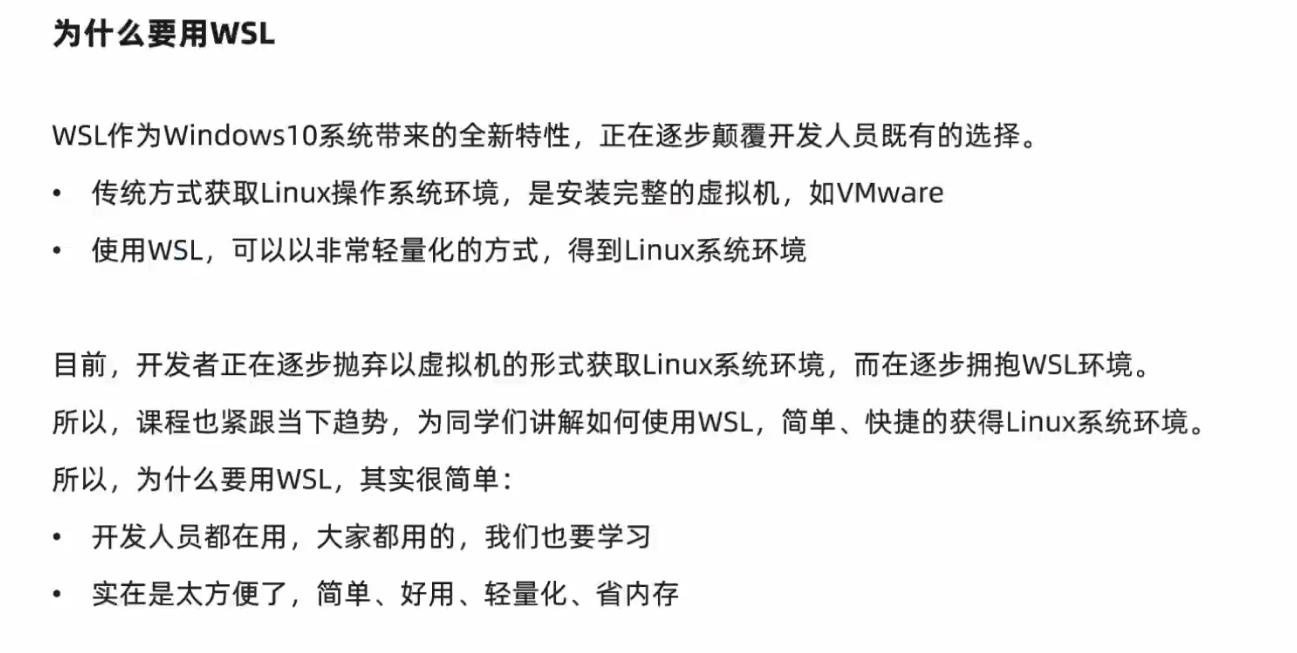 为什么要用WSL
WSL作为Windows10系统带来的全新特性，正在逐步颠覆开发人员既有的选择。
• 传统方式获取Linux操作系统环境，是安装完整的虚拟机，如VMware
• 使用WSL，可以以非常轻量化的方式，得到Linux系统环境
目前，开发者正在逐步抛弃以虚拟机的形式获取Linux系统环境，而在逐步拥抱WSL环境。
所以，课程也紧跟当下趋势，为同学们讲解如何使用WSL，简单、快捷的获得Linux系统环境。
所以，为什么要用WSL，其实很简单：
• 开发人员都在用，大家都用的，我们也要学习
• 实在是太方便了，简单、好用、轻量化、省内存